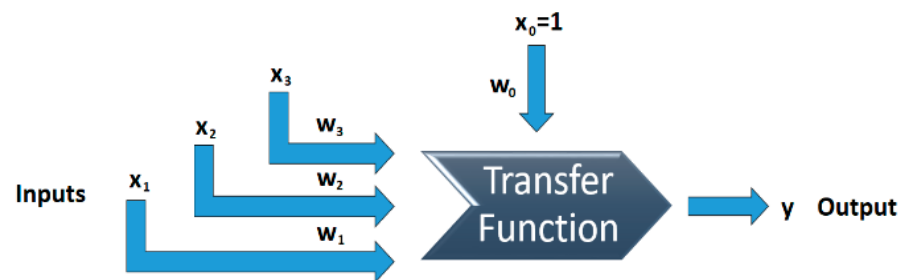 x₀=1
x₃
w₀
w₃
x₂
Transfer
Function
w₂
Inputs
x₁
y Output
w₁